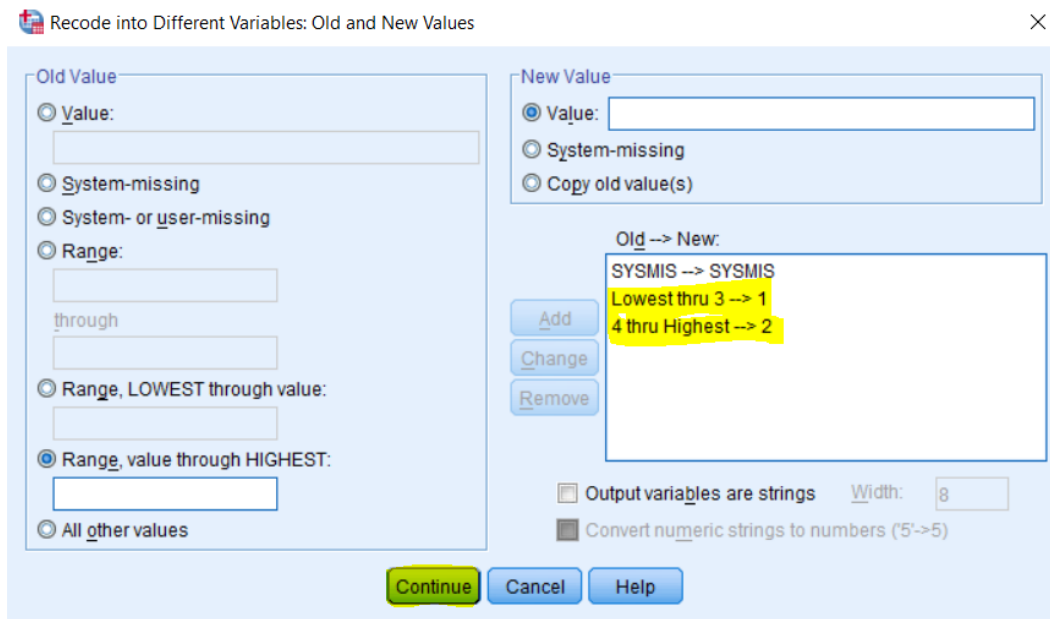 Recode into Different Variables: Old and New Values
Old Value
Value:
System-missing
System- or user-missing
Range:
through
Range, LOWEST through value:
Range, value through HIGHEST:
All other values
New Value
Value:
System-missing
Copy old value(s)
Old --> New:
SYSMIS --> SYSMIS
Lowest thru 3 --> 1
4 thru Highest --> 2
Add
Change
Remove
Output variables are strings Width: 8
Convert numeric strings to numbers ('5'->5)
Continue Cancel Help